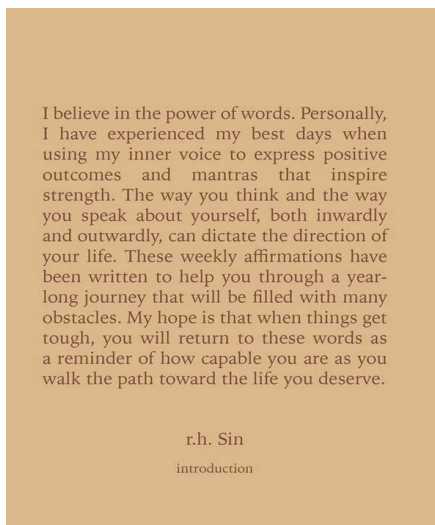 I believe in the power of words. Personally,
I have experienced my best days when
using my inner voice to express positive
outcomes and mantras that inspire
strength. The way you think and the way
you speak about yourself, both inwardly
and outwardly, can dictate the direction of
your life. These weekly affirmations have
been written to help you through a year-
long journey that will be filled with many
obstacles. My hope is that when things get
tough, you will return to these words as
a reminder of how capable you are as you
walk the path toward the life you deserve.
r.h. Sin
introduction